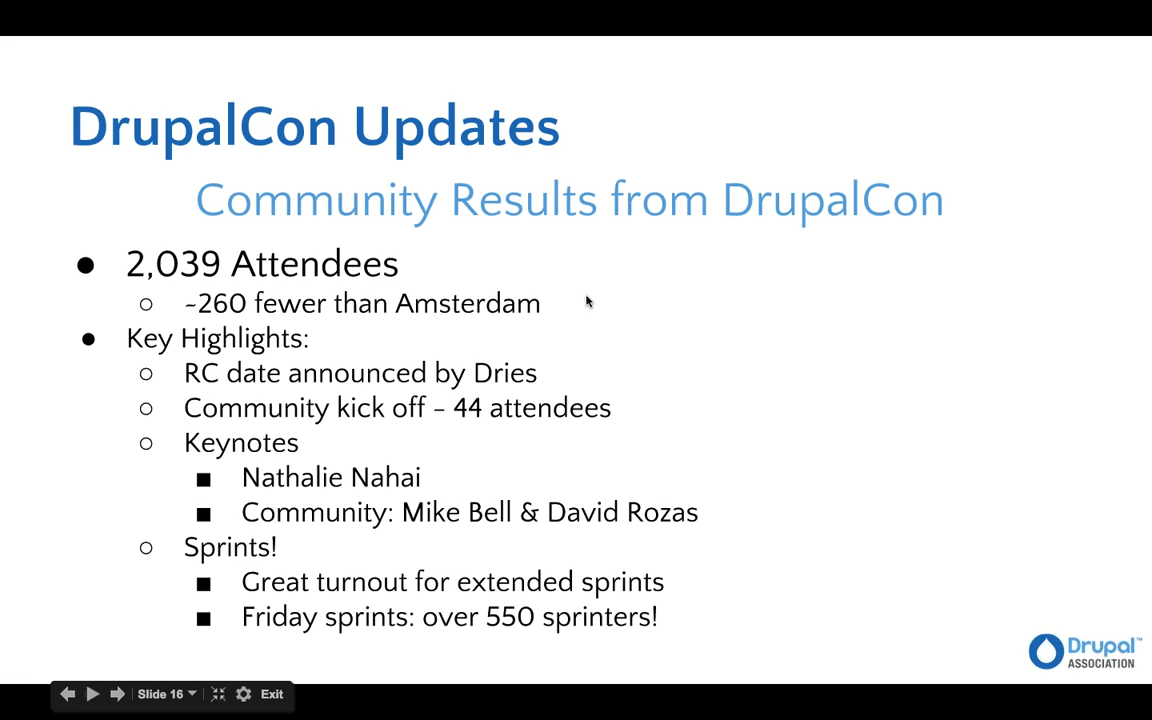 DrupalCon Updates
Community Results from DrupalCon
● 2,039 Attendees
○ ~260 fewer than Amsterdam
● Key Highlights:
○ RC date announced by Dries
○ Community kick off - 44 attendees
○ Keynotes
■ Nathalie Nahai
■ Community: Mike Bell & David Rozas
○ Sprints!
■ Great turnout for extended sprints
■ Friday sprints: over 550 sprinters!
Drupal™
ASSOCIATION
Slide 16
Exit